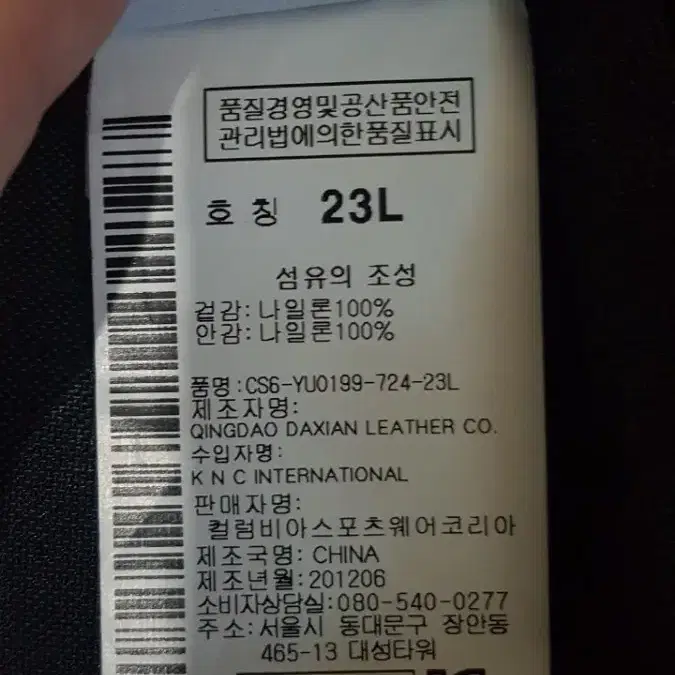 품질경영및공산품안전
관리법에의한품질표시
호 칭 23L
섬유의 조성
겉감: 나일론100%
안감: 나일론100%
품명:CS6-YU0199-724-23L
제조자명:
QINGDAO DAXIAN LEATHER CO.
수입자명:
K N C INTERNATIONAL
판매자명:
컬럼비아스포츠웨어코리아
제조국명: CHINA
제조년월:201206
소비자상담실:080-540-0277
주소:서울시 동대문구 장안동
465-13 대성타워